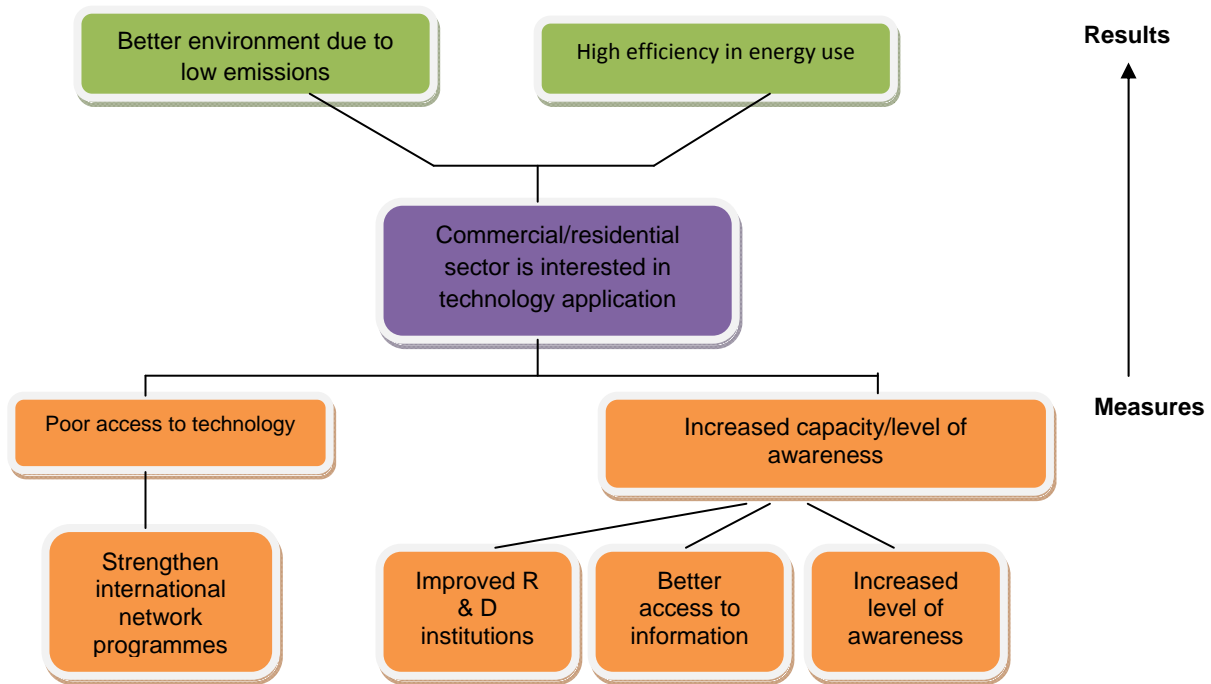 Better environment due to
low emissions
High efficiency in energy use
Results
Commercial/residential
sector is interested in
technology application
Measures
Poor access to technology
Increased capacity/level of
awareness
Strengthen
international
network
programmes
Improved R
& D
institutions
Better
access to
information
Increased
level of
awareness